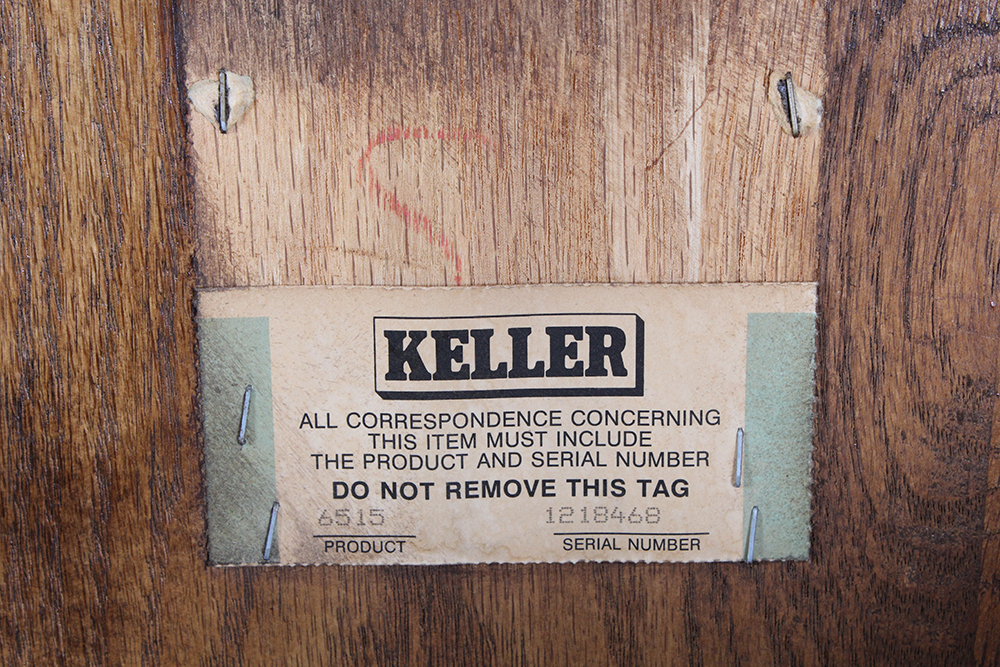 KELLER
ALL CORRESPONDENCE CONCERNING
THIS ITEM MUST INCLUDE
THE PRODUCT AND SERIAL NUMBER
DO NOT REMOVE THIS TAG
6515 1218468
PRODUCT SERIAL NUMBER